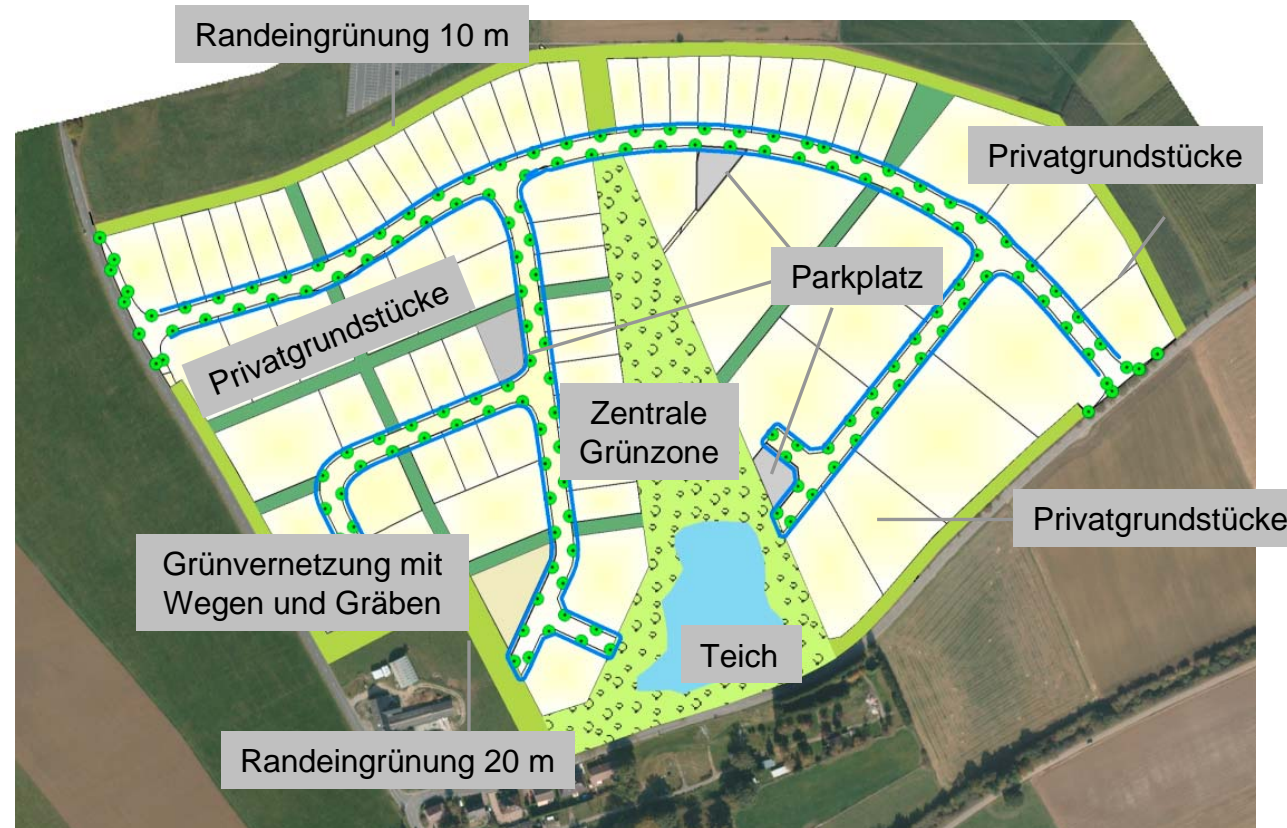 Randeingrünung 10 m
Privatgrundstücke
Parkplatz
Privatgrundstücke
Zentrale
Grünzone
Privatgrundstücke
Grünvernetzung mit
Wegen und Gräben
Teich
Randeingrünung 20 m